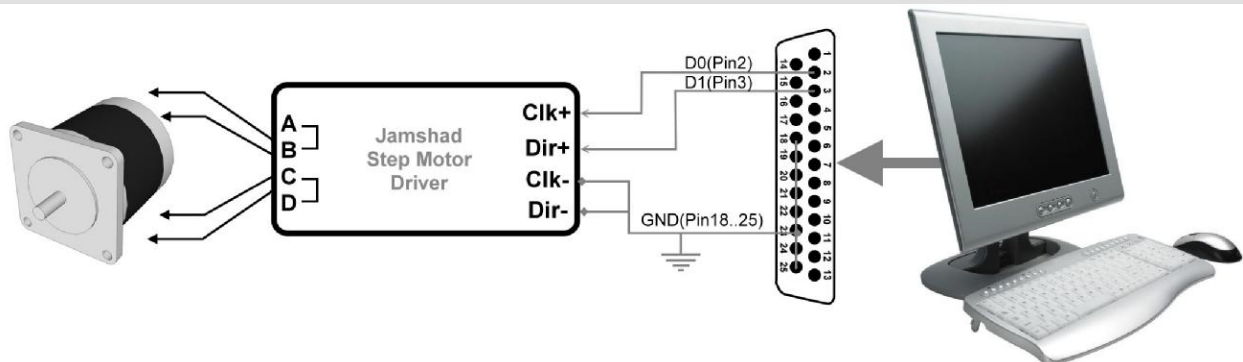 A
B
C
D
Jamshad
Step Motor
Driver
Clk+
Dir+
Clk-
Dir-
D0(Pin2)
D1(Pin3)
GND(Pin18..25)
14
15
16
17
18
19
20
21
22
23
24
25
1
2
3
4
5
6
7
8
9
10
11
12
13